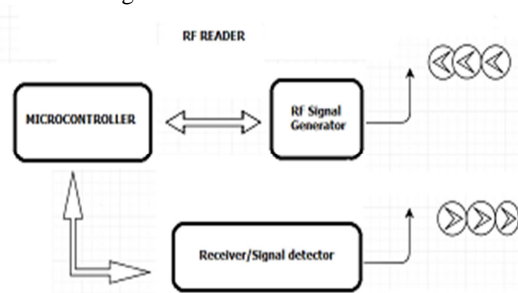 RF READER
MICROCONTROLLER
RF Signal
Generator
Receiver/Signal detector